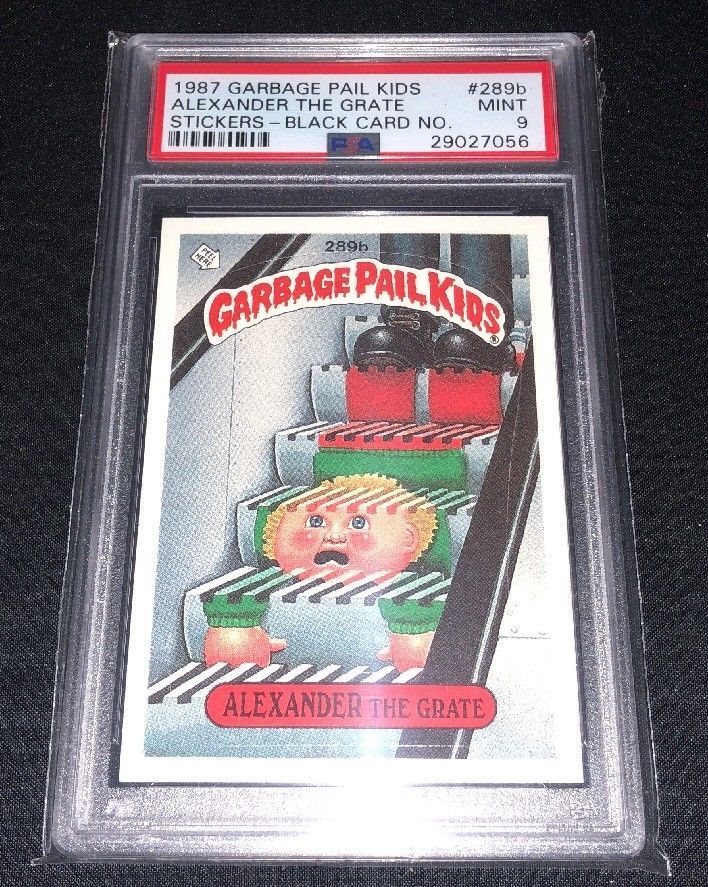 1987 GARBAGE PAIL KIDS #289b
ALEXANDER THE GRATE MINT
STICKERS - BLACK CARD NO. 9
PSA 29027056
289b
PEEL HERE
GARBAGE PAIL KIDS®
ALEXANDER THE GRATE